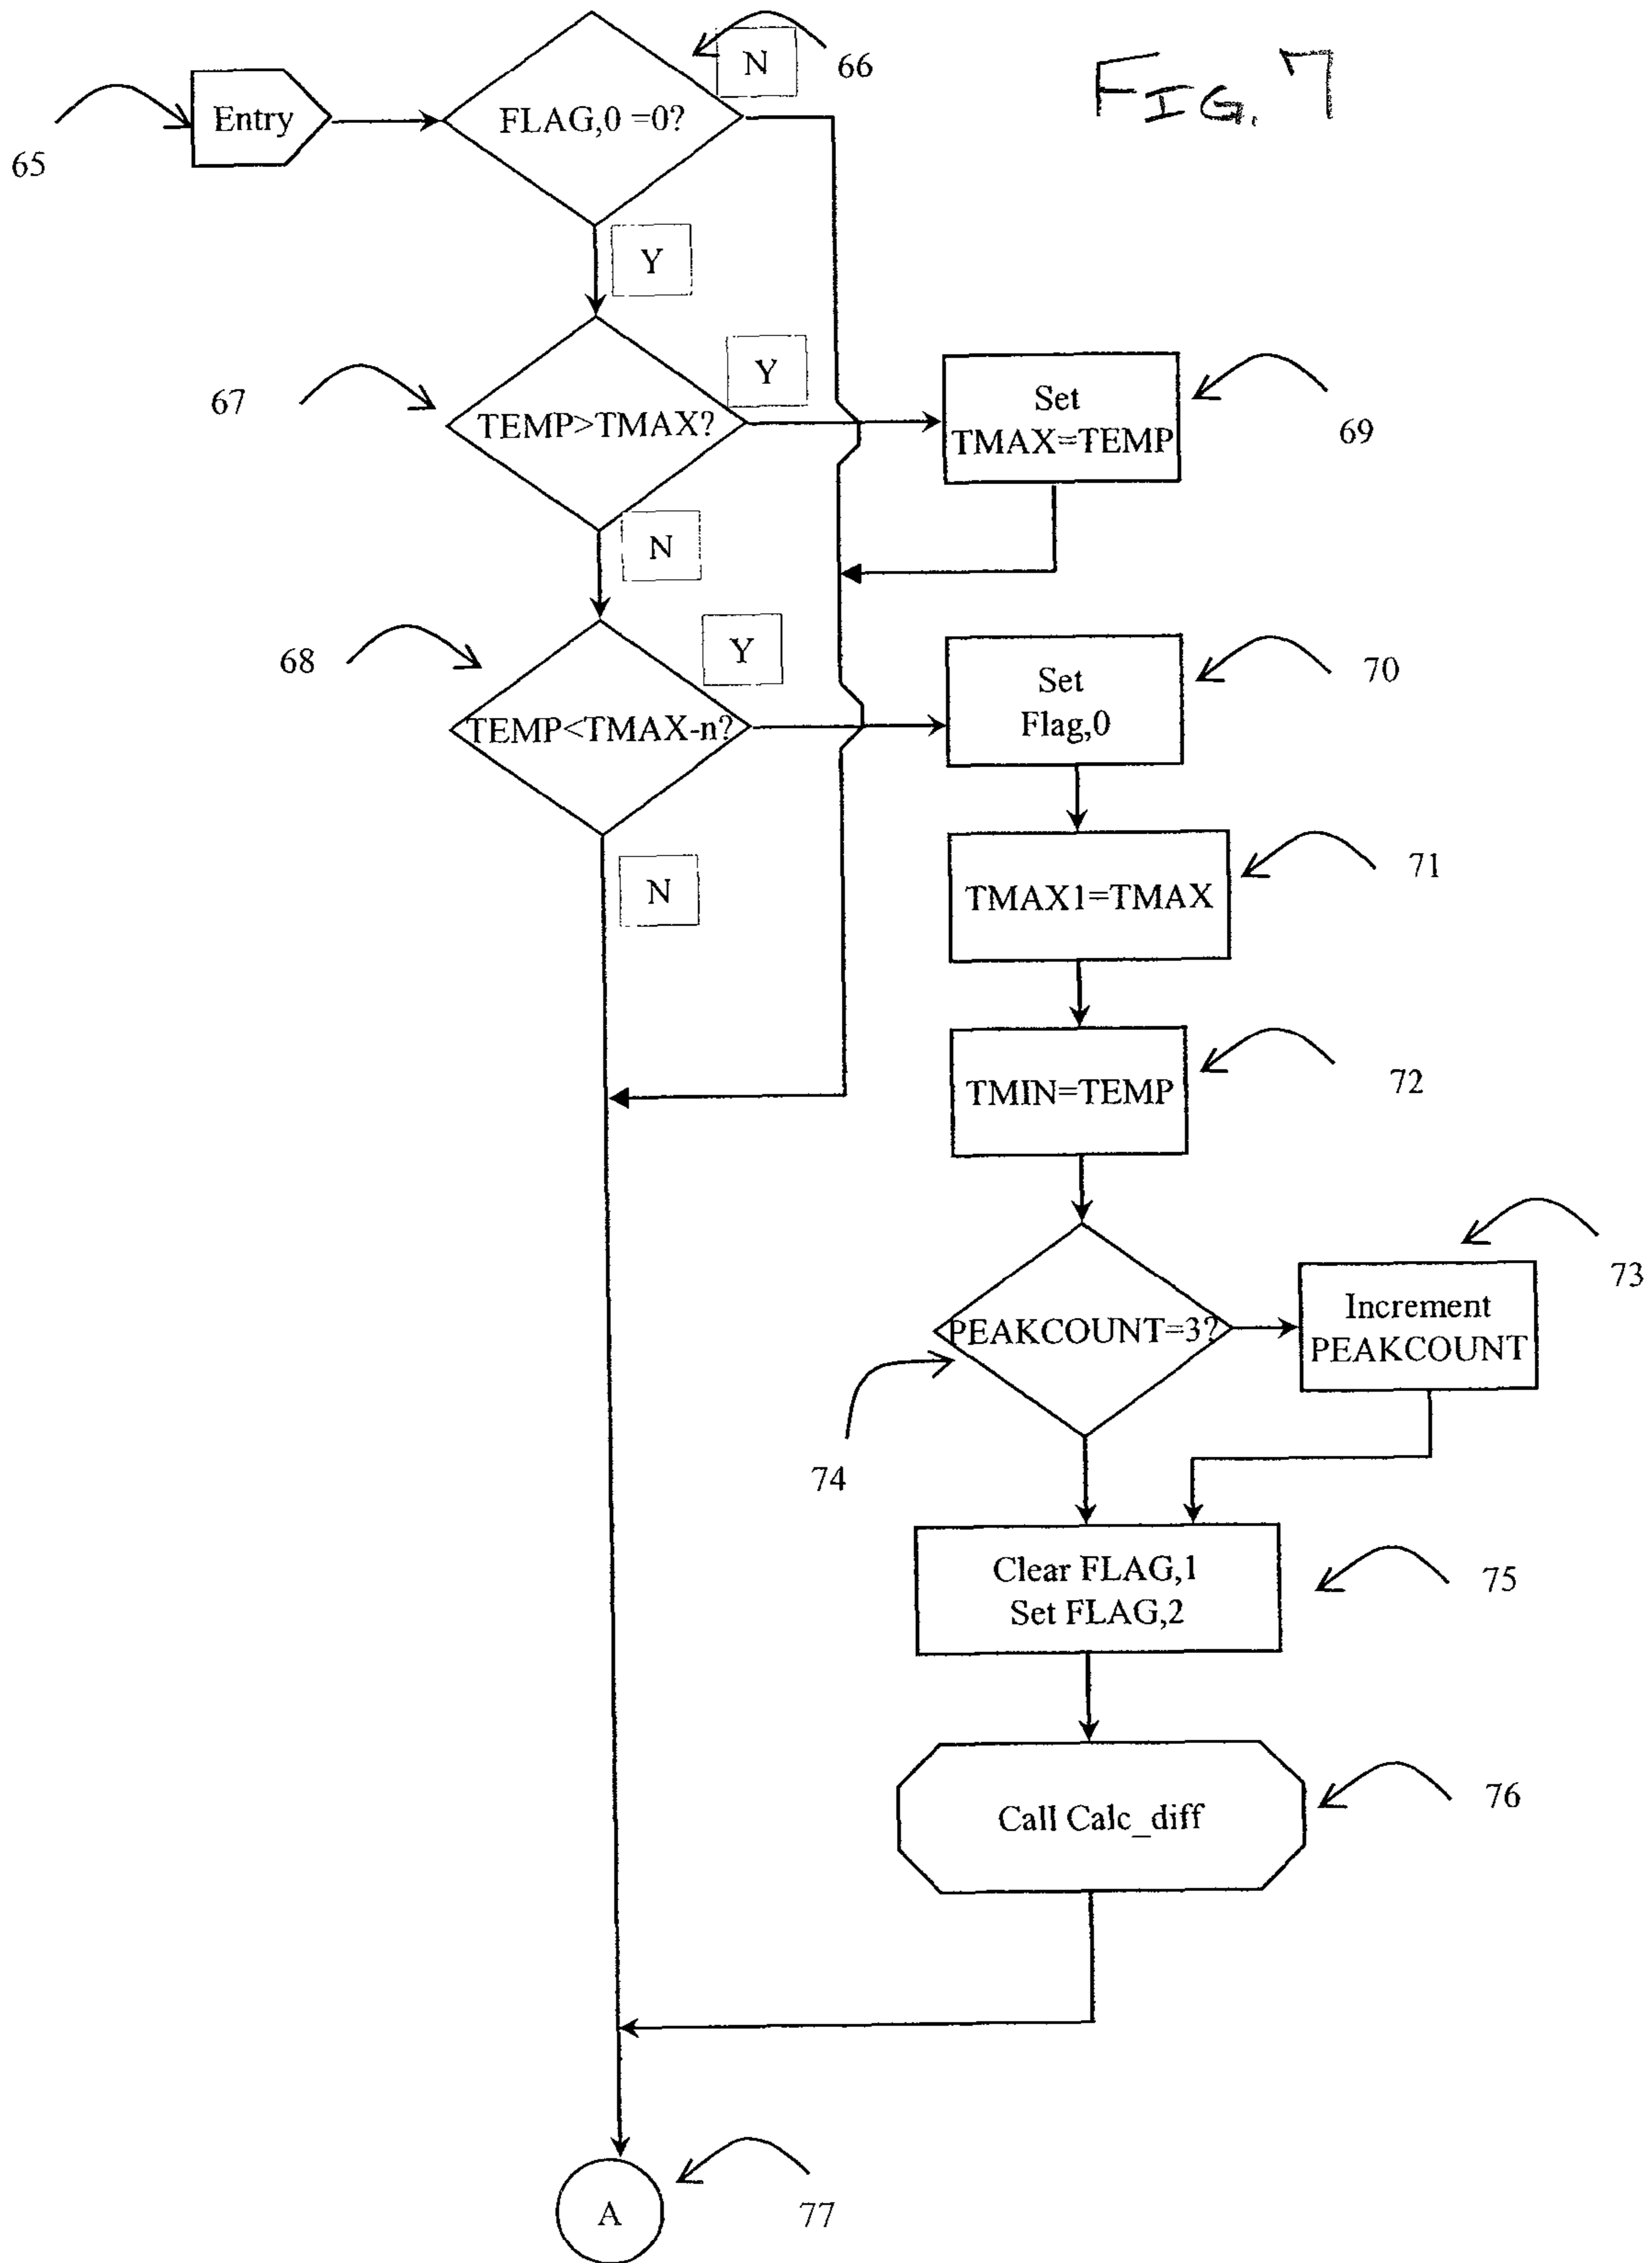 FIG. 7
N
66
Entry
FLAG,0 =0?
65
Y
Y
67
TEMP>TMAX?
Set
TMAX=TEMP
69
N
68
Y
TEMP<TMAX-n?
Set
Flag,0
70
N
TMAX1=TMAX
71
TMIN=TEMP
72
73
PEAKCOUNT=3?
Increment
PEAKCOUNT
74
Clear FLAG,1
Set FLAG,2
75
Call Calc_diff
76
A
77